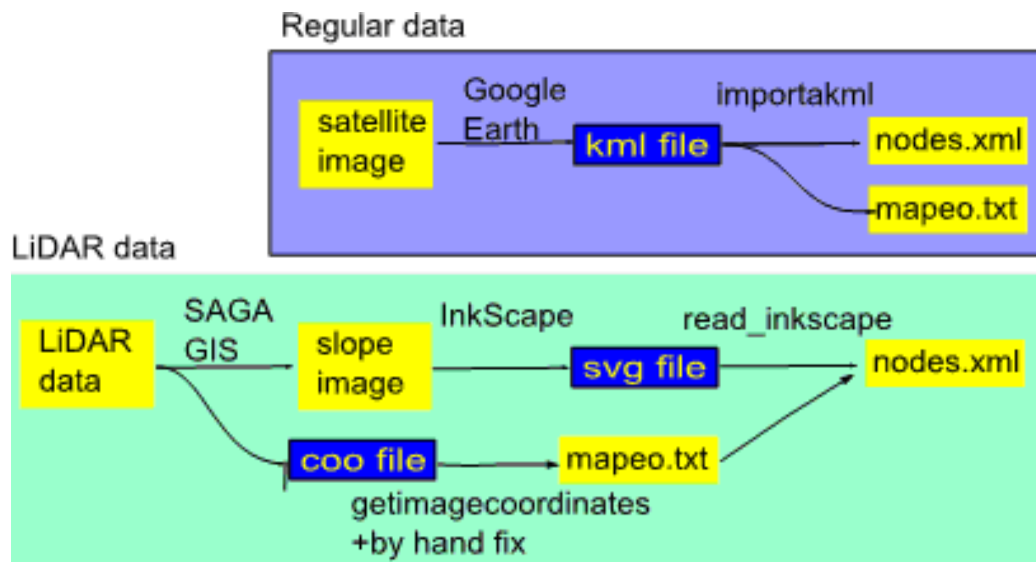 Regular data
Google
Earth
importakml
satellite
image
kml file
nodes.xml
mapeo.txt
LiDAR data
SAGA
GIS
InkScape
read_inkscape
LiDAR
data
slope
image
svg file
nodes.xml
coo file
mapeo.txt
getimagecoordinates
+by hand fix